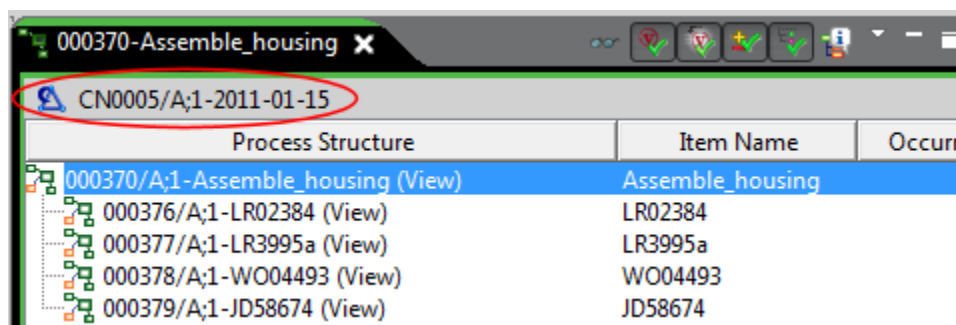 000370-Assemble_housing
CN0005/A;1-2011-01-15
Process Structure Item Name Occurr
000370/A;1-Assemble_housing (View) Assemble_housing
000376/A;1-LR02384 (View) LR02384
000377/A;1-LR3995a (View) LR3995a
000378/A;1-WO04493 (View) WO04493
000379/A;1-JD58674 (View) JD58674